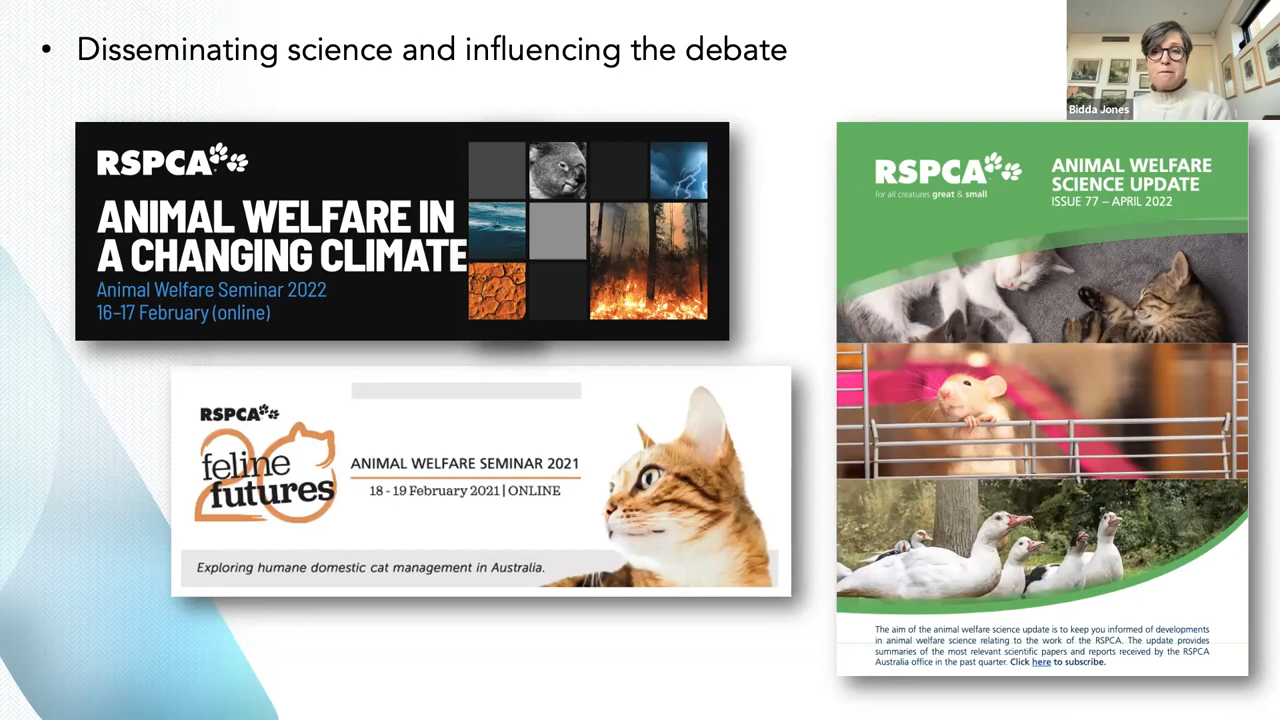 • Disseminating science and influencing the debate
Bidda Jones
RSPCA
ANIMAL WELFARE IN
A CHANGING CLIMATE
Animal Welfare Seminar 2022
16–17 February (online)
RSPCA
feline
futures
20
ANIMAL WELFARE SEMINAR 2021
18 - 19 February 2021 | ONLINE
Exploring humane domestic cat management in Australia.
RSPCA
for all creatures great & small
ANIMAL WELFARE
SCIENCE UPDATE
ISSUE 77 – APRIL 2022
The aim of the animal welfare science update is to keep you informed of developments
in animal welfare science relating to the work of the RSPCA. The update provides
summaries of the most relevant scientific papers and reports received by the RSPCA
Australia office in the past quarter. Click here to subscribe.